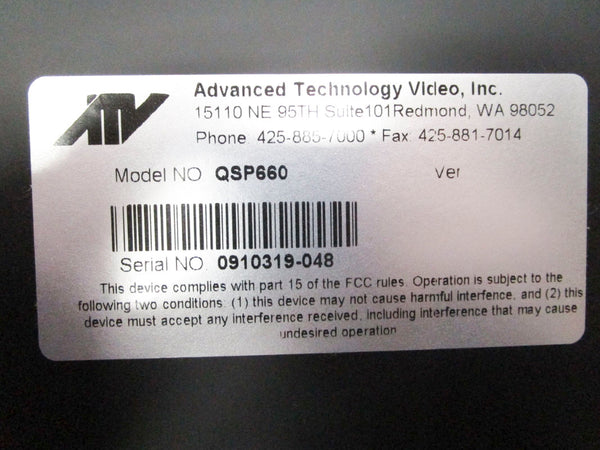 ATV
Advanced Technology Video, Inc.
15110 NE 95TH Suite101Redmond, WA 98052
Phone 425-885-7000 * Fax 425-881-7014
Model NO QSP660 Ver
Serial NO 0910319-048
This device complies with part 15 of the FCC rules. Operation is subject to the
following two conditions: (1) this device may not cause harmful interfence, and (2) this
device must accept any interference received, including interference that may cause
undesired operation